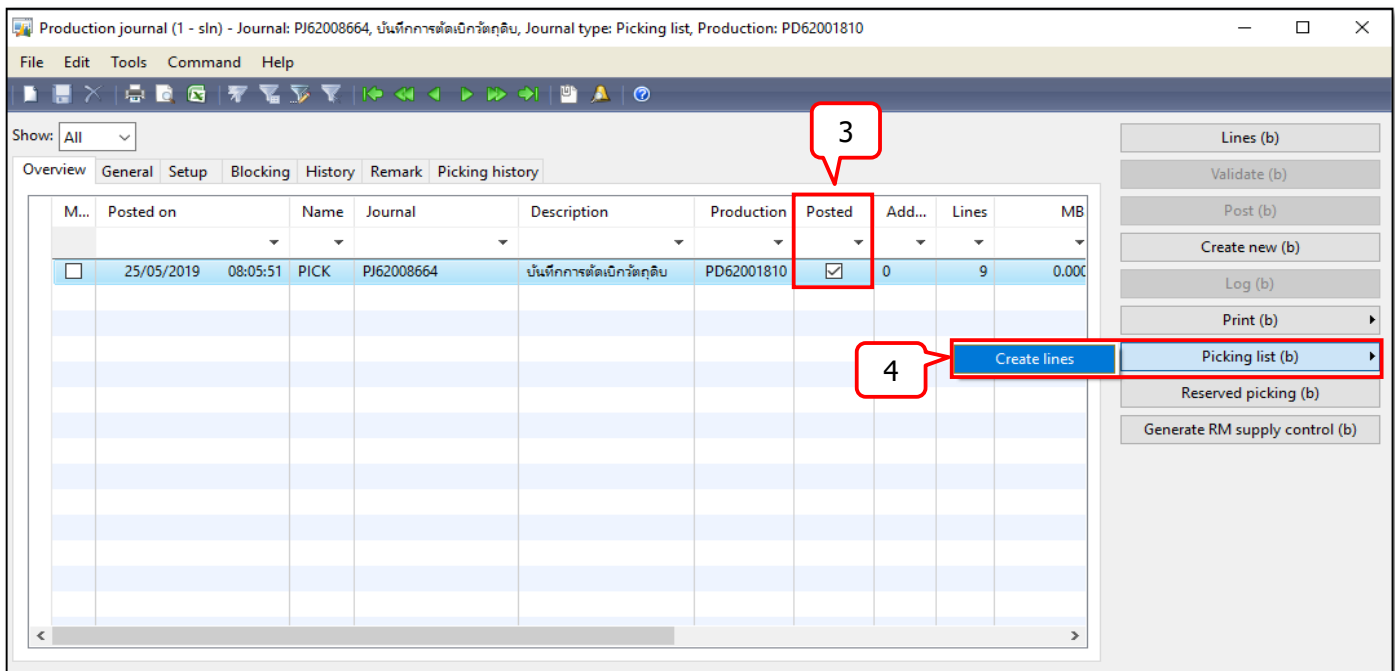 Production journal (1 - sln) - Journal: PJ62008664, บันทึกการตัดเบิกวัตถุดิบ, Journal type: Picking list, Production: PD62001810
File Edit Tools Command Help
Show: All
3
Overview General Setup Blocking History Remark Picking history
M... Posted on Name Journal Description Production Posted Add... Lines MB
25/05/2019 08:05:51 PICK PJ62008664 บันทึกการตัดเบิกวัตถุดิบ PD62001810 0 9 0.000
4
Create lines
Lines (b)
Validate (b)
Post (b)
Create new (b)
Log (b)
Print (b)
Picking list (b)
Reserved picking (b)
Generate RM supply control (b)